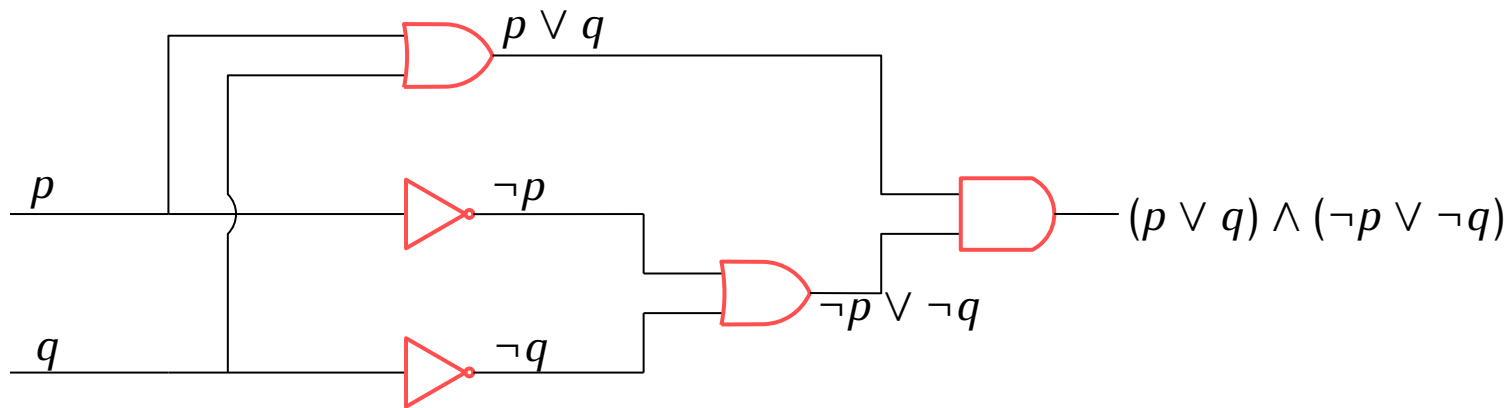 p ∨ q
p
¬p
(p ∨ q) ∧ (¬p ∨ ¬q)
¬p ∨ ¬q
q
¬q